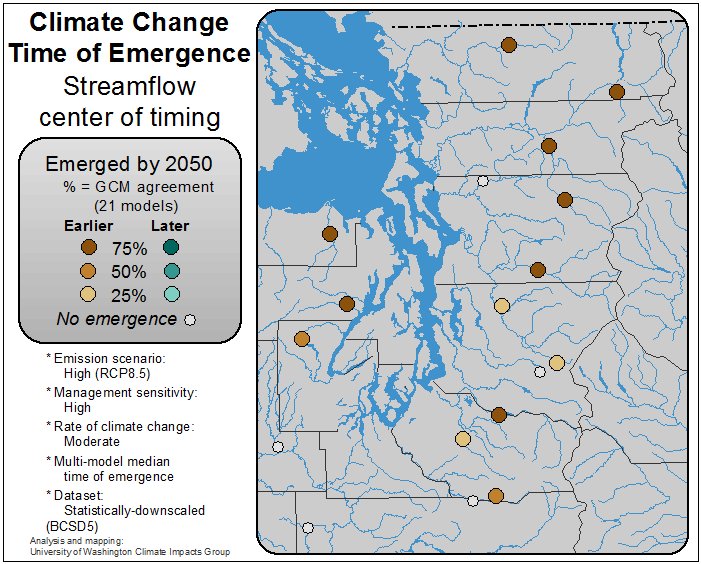 Climate Change
Time of Emergence
Streamflow
center of timing
Emerged by 2050
% = GCM agreement
(21 models)
Earlier Later
75%
50%
25%
No emergence
* Emission scenario:
High (RCP8.5)
* Management sensitivity:
High
* Rate of climate change:
Moderate
* Multi-model median
time of emergence
* Dataset:
Statistically-downscaled
(BCSD5)
Analysis and mapping:
University of Washington Climate Impacts Group